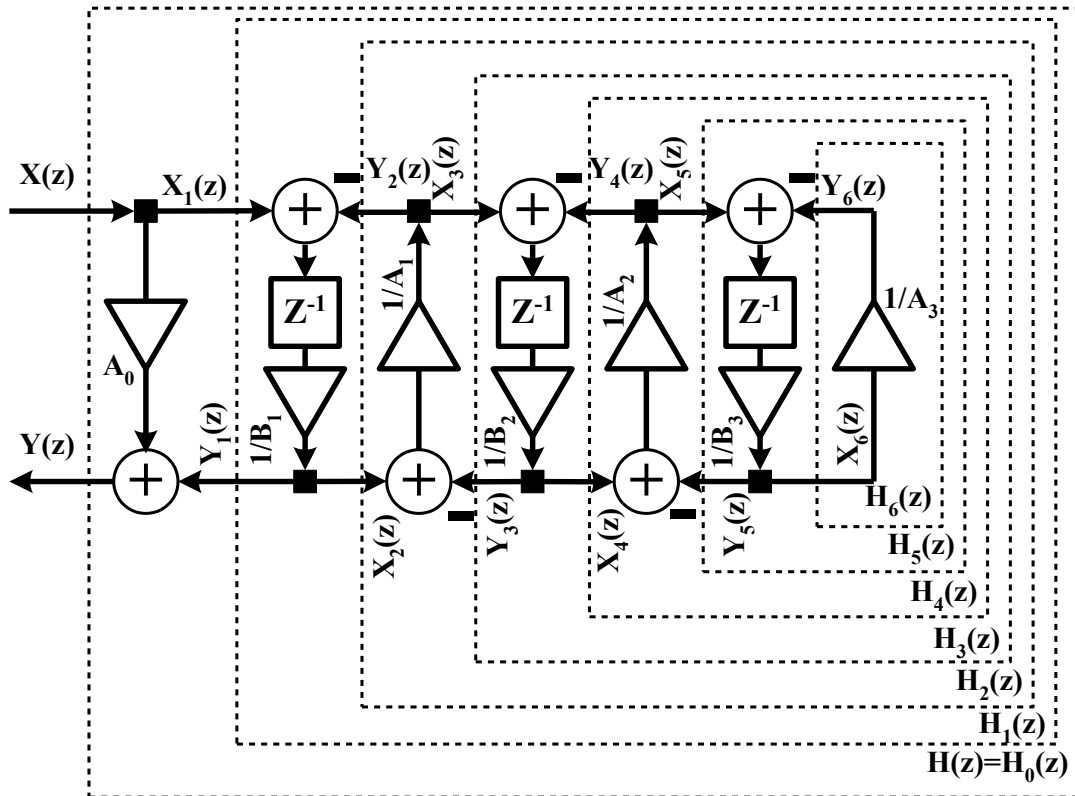 X(z)
X₁(z)
Y₂(z)
X₃(z)
Y₄(z)
X₅(z)
Y₆(z)
+
+
+
Z⁻¹
1/A₁
Z⁻¹
1/A₂
Z⁻¹
1/A₃
A₀
Y(z)
+
Y₁(z)
1/B₁
+
1/B₂
+
1/B₃
X₆(z)
X₂(z)
Y₃(z)
X₄(z)
Y₅(z)
H₆(z)
H₅(z)
H₄(z)
H₃(z)
H₂(z)
H₁(z)
H(z)=H₀(z)